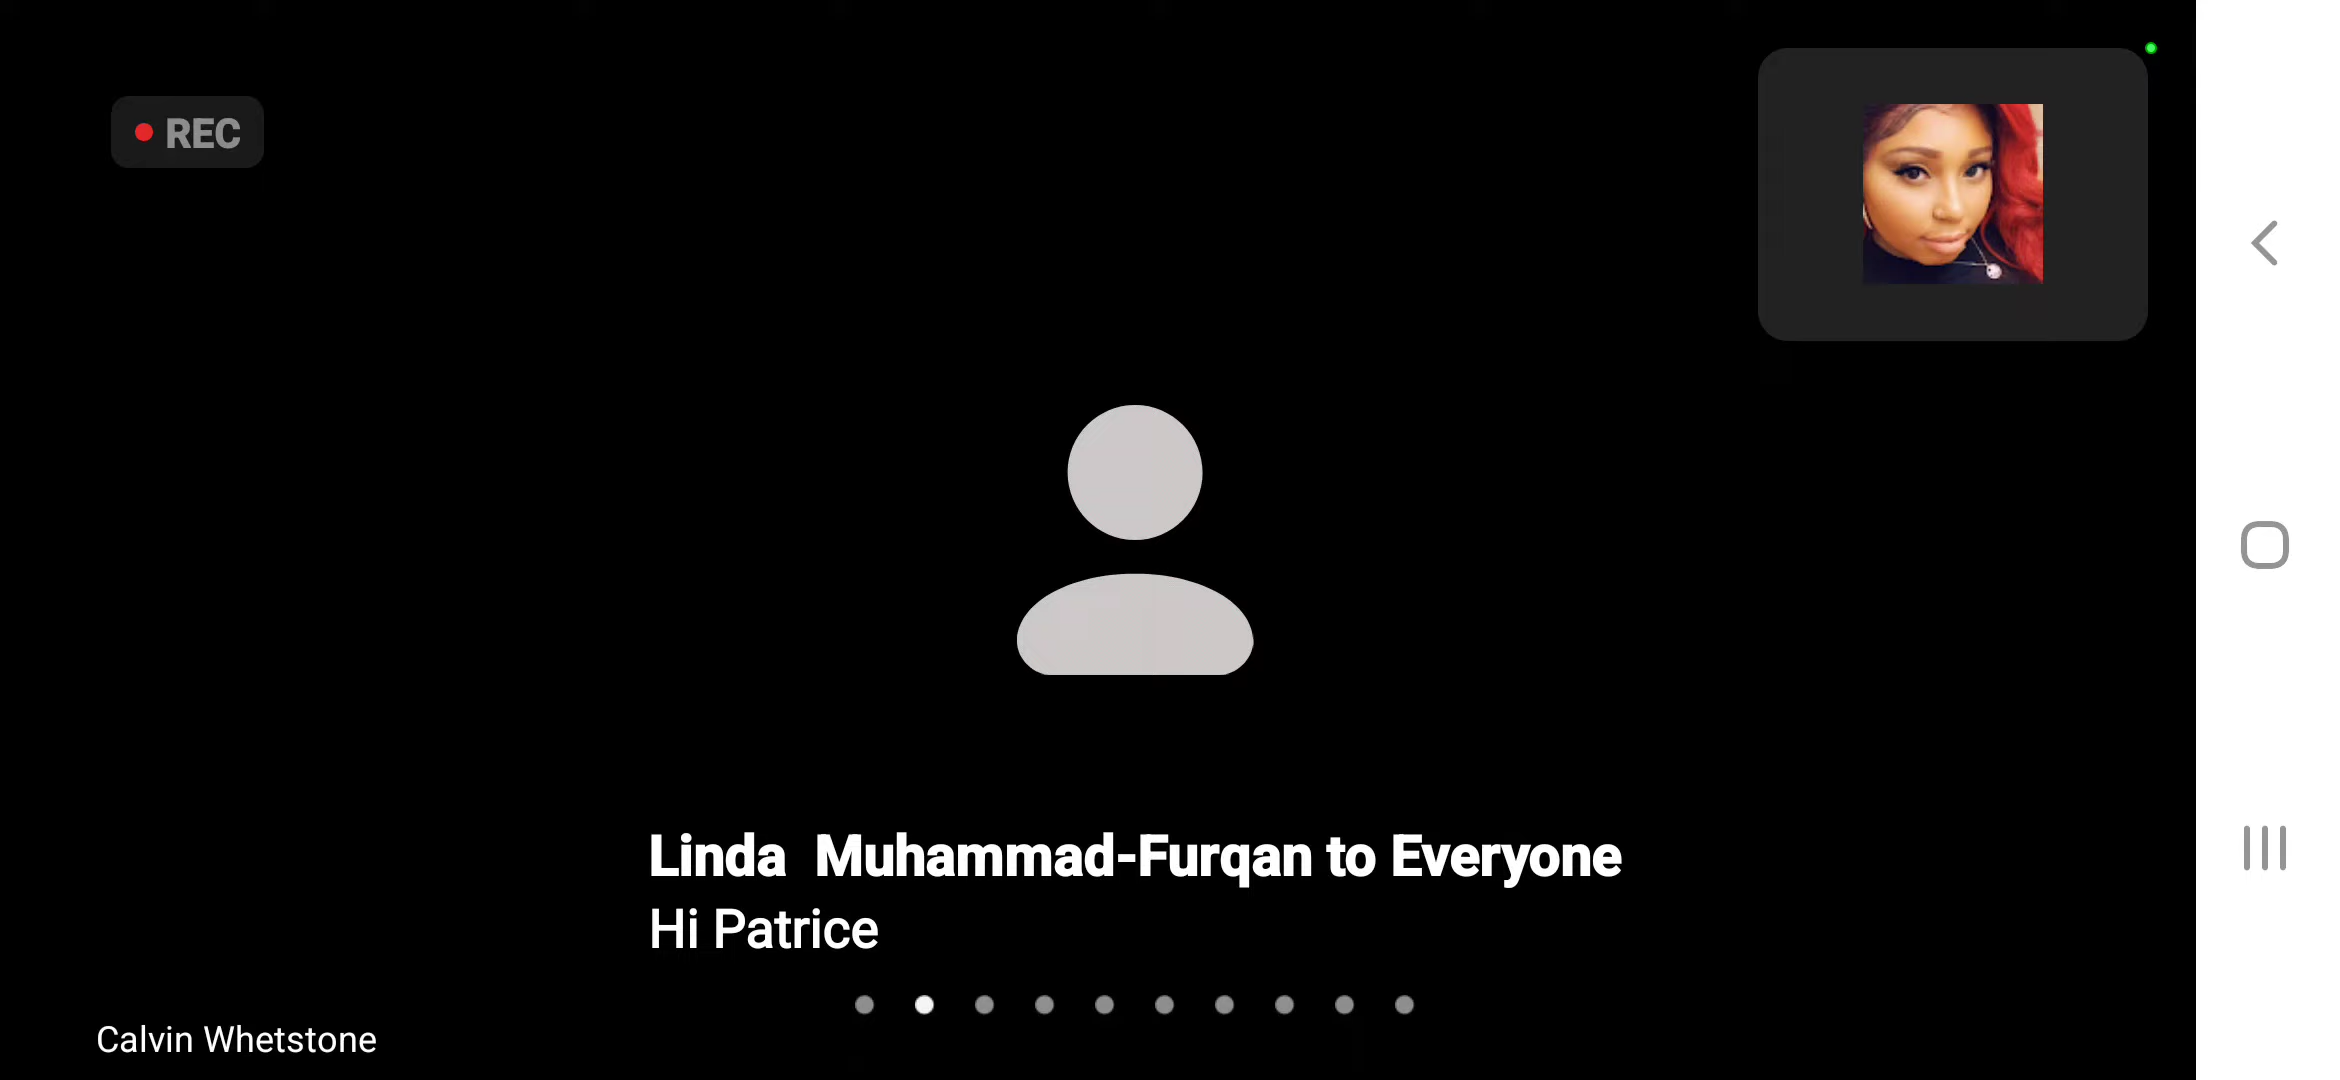 REC
Linda  Muhammad-Furqan to Everyone
Hi Patrice
Calvin Whetstone